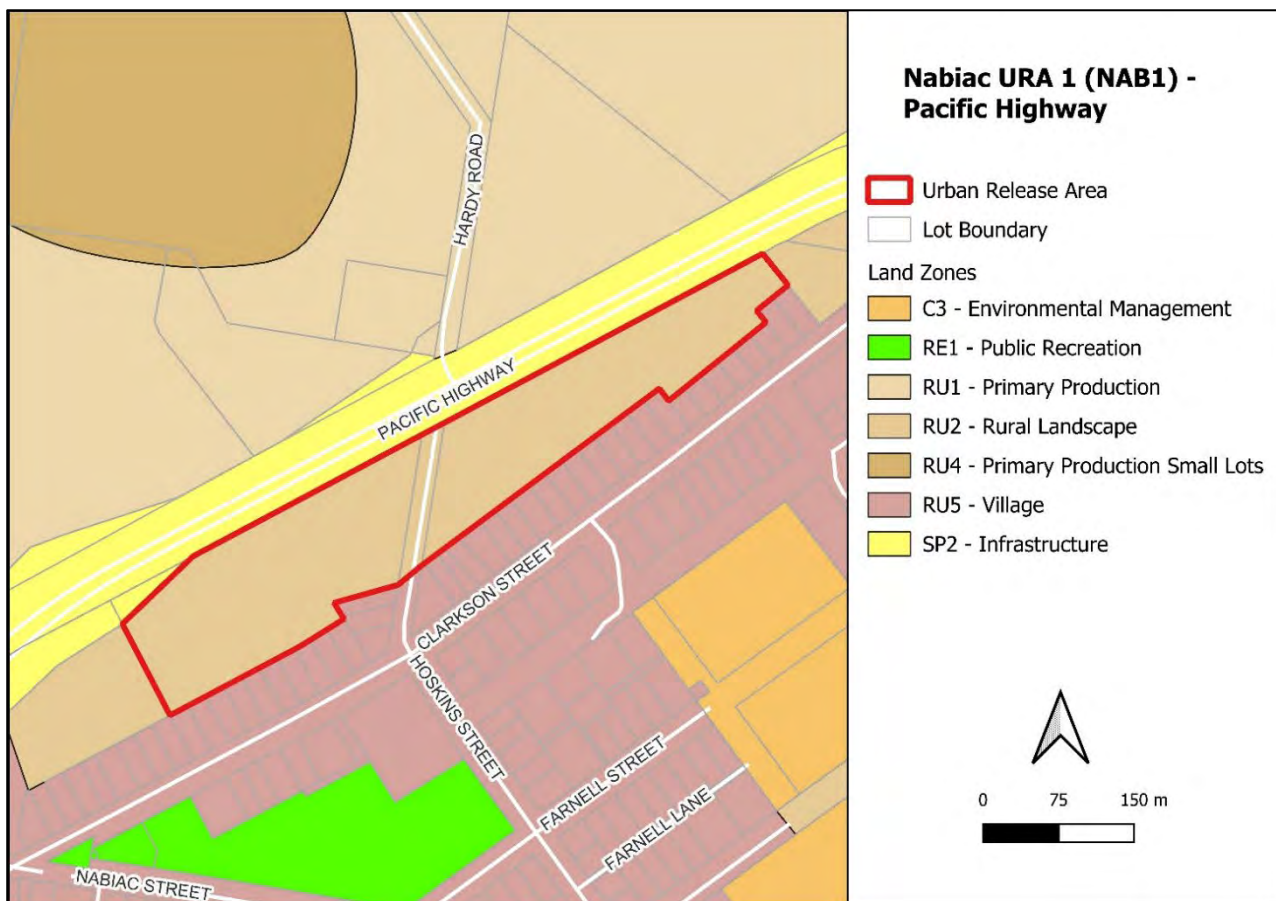 Nabiac URA 1 (NAB1) -
Pacific Highway
Urban Release Area
Lot Boundary
Land Zones
C3 - Environmental Management
RE1 - Public Recreation
RU1 - Primary Production
RU2 - Rural Landscape
RU4 - Primary Production Small Lots
RU5 - Village
SP2 - Infrastructure
0 75 150 m
HARDY ROAD
PACIFIC HIGHWAY
CLARKSON STREET
HOSKINS STREET
FARNELL STREET
FARNELL LANE
NABIAC STREET